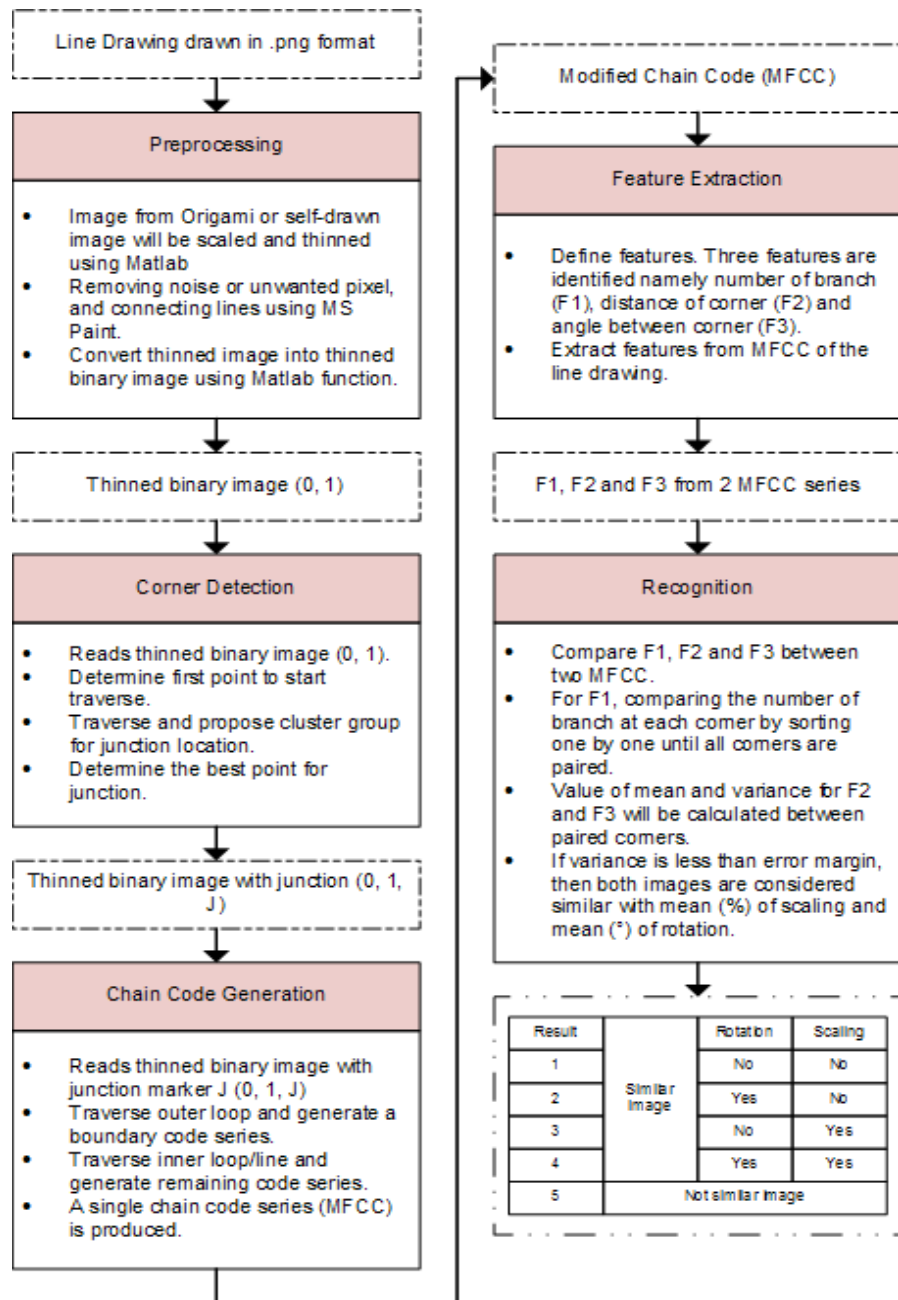 Line Drawing drawn in .png format
Preprocessing
• Image from Origami or self-drawn
image will be scaled and thinned
using Matlab
• Removing noise or unwanted pixel,
and connecting lines using MS
Paint.
• Convert thinned image into thinned
binary image using Matlab function.
Thinned binary image (0, 1)
Corner Detection
• Reads thinned binary image (0, 1).
• Determine first point to start
traverse.
• Traverse and propose cluster group
for junction location.
• Determine the best point for
junction.
Thinned binary image with junction (0, 1,
J)
Chain Code Generation
• Reads thinned binary image with
junction marker J (0, 1, J)
• Traverse outer loop and generate a
boundary code series.
• Traverse inner loop/line and
generate remaining code series.
• A single chain code series (MFCC)
is produced.
Modified Chain Code (MFCC)
Feature Extraction
• Define features. Three features are
identified namely number of branch
(F1), distance of corner (F2) and
angle between corner (F3).
• Extract features from MFCC of the
line drawing.
F1, F2 and F3 from 2 MFCC series
Recognition
• Compare F1, F2 and F3 between
two MFCC.
• For F1, comparing the number of
branch at each corner by sorting
one by one until all corners are
paired.
• Value of mean and variance for F2
and F3 will be calculated between
paired corners.
• If variance is less than error margin,
then both images are considered
similar with mean (%) of scaling and
mean (°) of rotation.
Result Rotation Scaling
1 No No
2 Similar Image Yes No
3 No Yes
4 Yes Yes
5 Not similar image